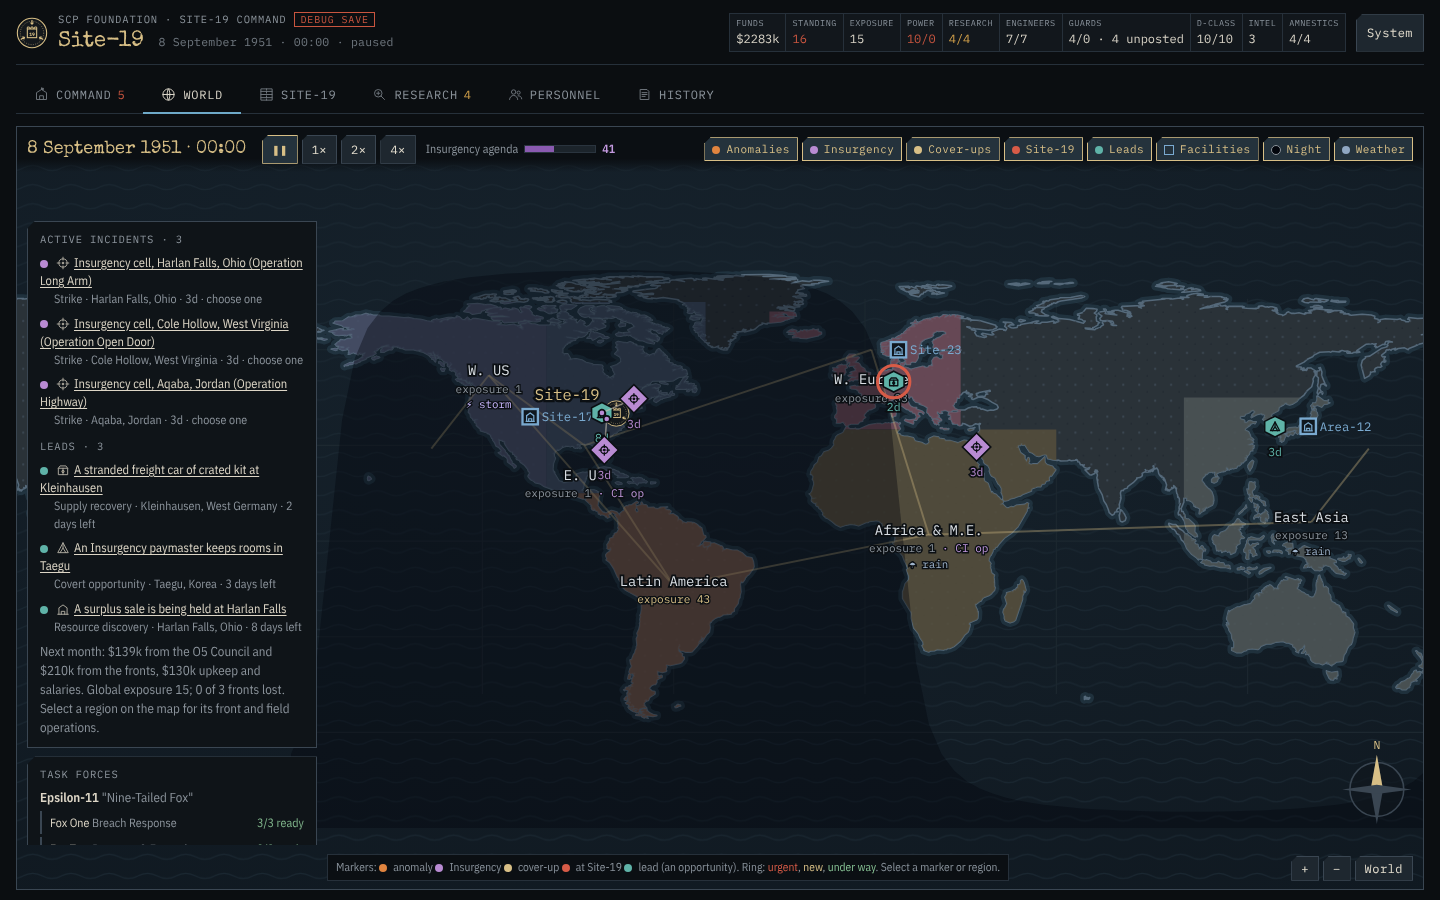 SCP FOUNDATION · SITE-19 COMMAND DEBUG SAVE
Site-19 8 September 1951 · 00:00 · paused
FUNDS STANDING EXPOSURE POWER RESEARCH ENGINEERS GUARDS D-CLASS INTEL AMNESTICS
$2283k 16 15 10/0 4/4 7/7 4/0 · 4 unposted 10/10 3 4/4
System
COMMAND 5 WORLD SITE-19 RESEARCH 4 PERSONNEL HISTORY
8 September 1951 · 00:00 1× 2× 4× Insurgency agenda 41
Anomalies Insurgency Cover-ups Site-19 Leads Facilities Night Weather
ACTIVE INCIDENTS · 3
Insurgency cell, Harlan Falls, Ohio (Operation
Long Arm)
Strike · Harlan Falls, Ohio · 3d · choose one
Insurgency cell, Cole Hollow, West Virginia
(Operation Open Door)
Strike · Cole Hollow, West Virginia · 3d · choose one
Insurgency cell, Aqaba, Jordan (Operation
Highway)
Strike · Aqaba, Jordan · 3d · choose one
LEADS · 3
A stranded freight car of crated kit at
Kleinhausen
Supply recovery · Kleinhausen, West Germany · 2
days left
An Insurgency paymaster keeps rooms in
Taegu
Covert opportunity · Taegu, Korea · 3 days left
A surplus sale is being held at Harlan Falls
Resource discovery · Harlan Falls, Ohio · 8 days left
Next month: $139k from the O5 Council and
$210k from the fronts, $130k upkeep and
salaries. Global exposure 15; 0 of 3 fronts lost.
Select a region on the map for its front and field
operations.
TASK FORCES
Epsilon-11 "Nine-Tailed Fox"
Fox One Breach Response 3/3 ready
W. US
exposure 1
⚡ storm
Site-19
Site-17
3d
3d
exposure 1 · CI op
Latin America
exposure 43
Site-23
W.
2d
3d
Africa & M.E.
exposure 1 · CI op
rain
Area-12
3d
East Asia
exposure 13
rain
N
Markers: anomaly Insurgency cover-up at Site-19 lead (an opportunity). Ring: urgent, new, under way. Select a marker or region.
+ − World